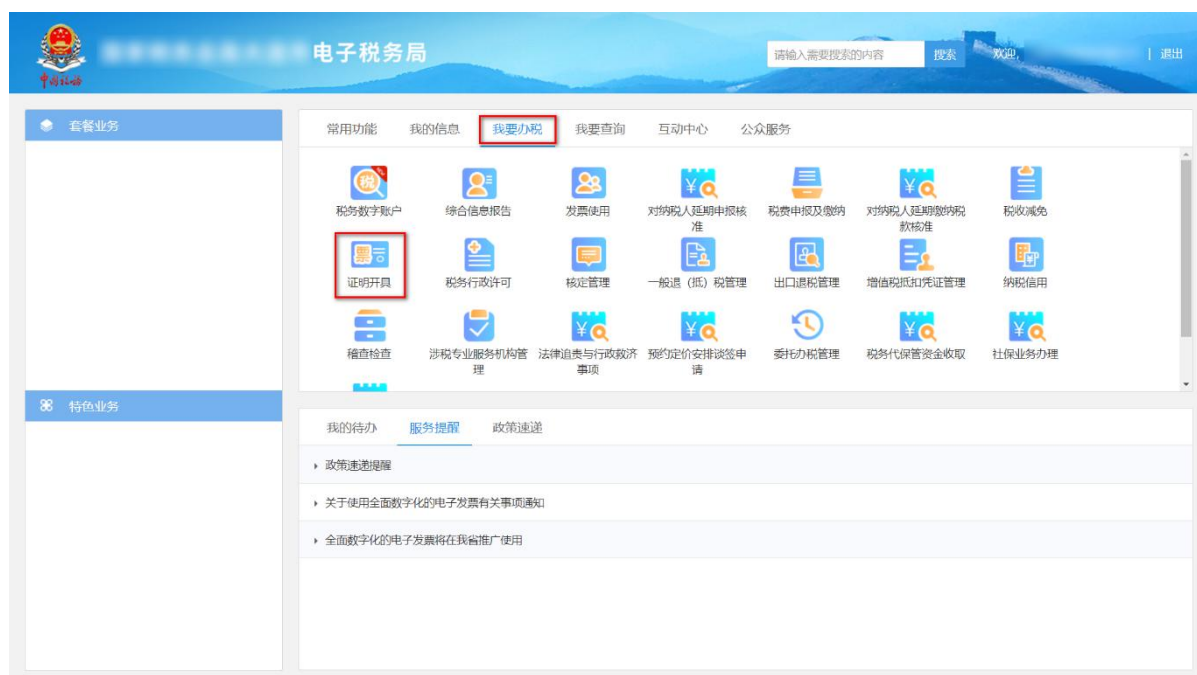 电子税务局
请输入需要搜索的内容 搜索 欢迎, | 退出
中国税务
套餐业务
常用功能 我的信息 我要办税 我要查询 互动中心 公众服务
税务数字账户 综合信息报告 发票使用 对纳税人延期申报核 税费申报及缴纳 对纳税人延期缴纳税 税收减免
准 款核准
证明开具 税务行政许可 核定管理 一般退（抵）税管理 出口退税管理 增值税抵扣凭证管理 纳税信用
稽查检查 涉税专业服务机构管 法律追责与行政救济 预约定价安排谈签申 委托办税管理 税务代保管资金收取 社保业务办理
理 事项 请
特色业务
我的待办 服务提醒 政策速递
政策速递提醒
关于使用全面数字化的电子发票有关事项通知
全面数字化的电子发票将在我省推广使用